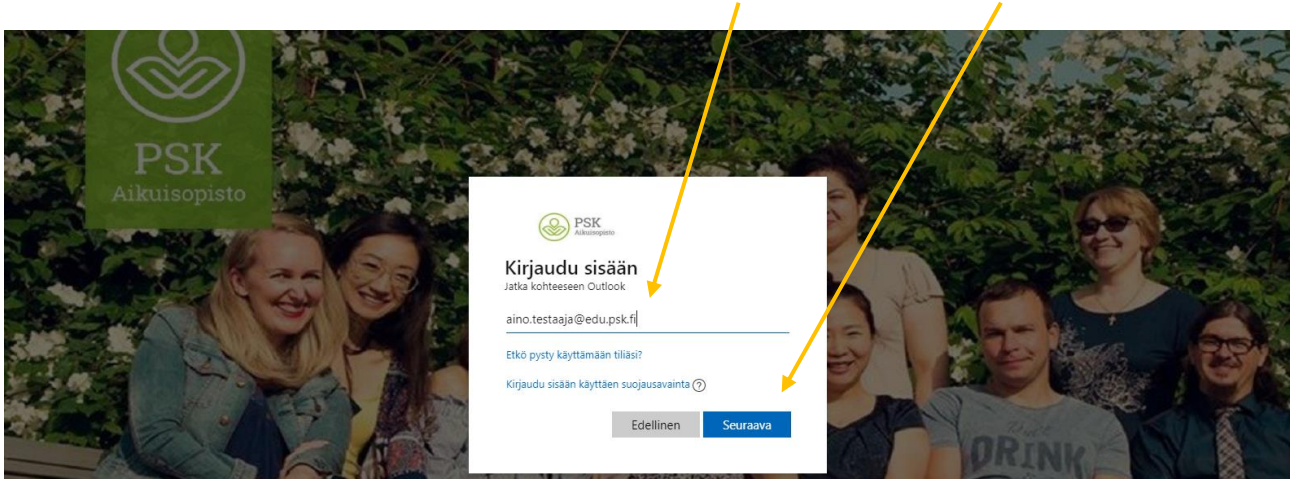 PSK
Aikuisopisto
PSK
Aikuisopisto
Kirjaudu sisään
Jatka kohteeseen Outlook
aino.testaaja@edu.psk.fi
Etkö pysty käyttämään tiliäsi?
Kirjaudu sisään käyttäen suojausavainta ?
Edellinen
Seuraava
DRINK